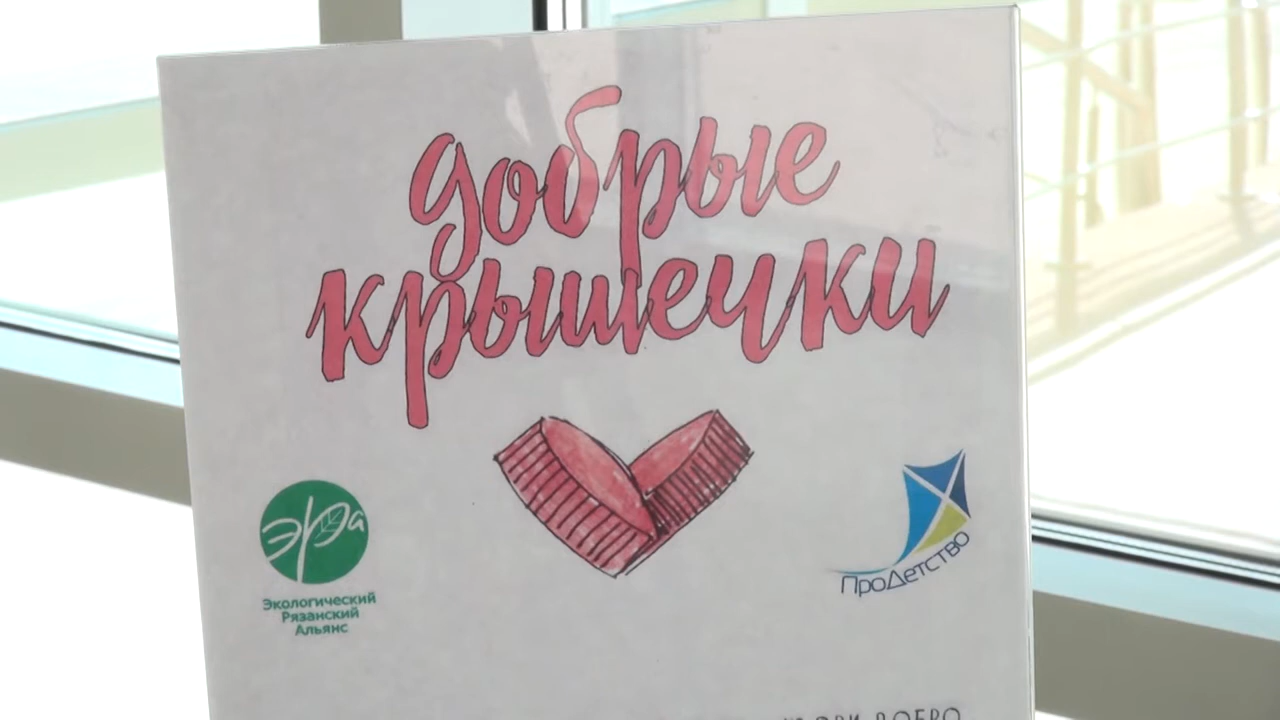 добрые
крышечки
эра
Экологический
Рязанский
Альянс
ПроДетство